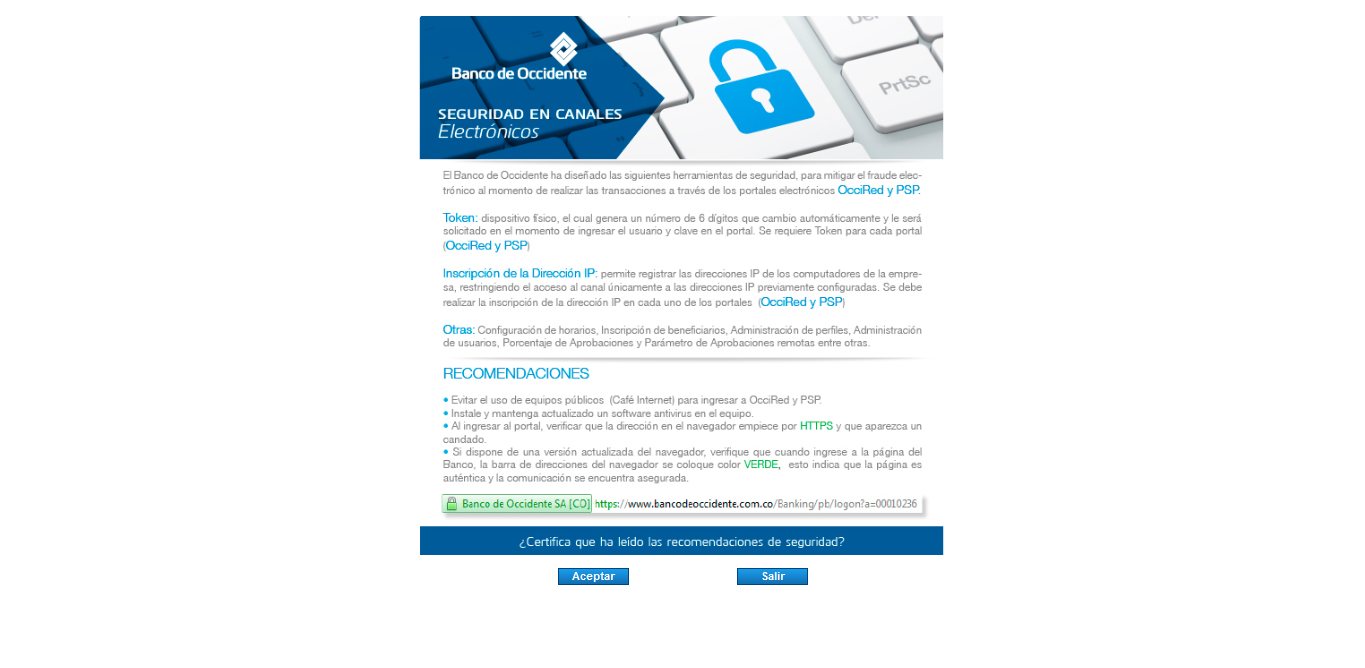 Def
PrtSc
Banco de Occidente
SEGURIDAD EN CANALES
Electrónicos
El Banco de Occidente ha diseñado las siguientes herramientas de seguridad, para mitigar el fraude elec-
trónico al momento de realizar las transacciones a través de los portales electrónicos OcciRed y PSP.
Token: dispositivo físico, el cual genera un número de 6 dígitos que cambio automáticamente y le será
solicitado en el momento de ingresar el usuario y clave en el portal. Se requiere Token para cada portal
(OcciRed y PSP)
Inscripción de la Dirección IP: permite registrar las direcciones IP de los computadores de la empre-
sa, restringiendo el acceso al canal únicamente a las direcciones IP previamente configuradas. Se debe
realizar la inscripción de la dirección IP en cada uno de los portales (OcciRed y PSP)
Otras: Configuración de horarios, Inscripción de beneficiarios, Administración de perfiles, Administración
de usuarios, Porcentaje de Aprobaciones y Parámetro de Aprobaciones remotas entre otras.
RECOMENDACIONES
• Evitar el uso de equipos públicos (Café Internet) para ingresar a OcciRed y PSP.
• Instale y mantenga actualizado un software antivirus en el equipo.
• Al ingresar al portal, verificar que la dirección en el navegador empiece por HTTPS y que aparezca un
candado.
• Si dispone de una versión actualizada del navegador, verifique que cuando ingrese a la página del
Banco, la barra de direcciones del navegador se coloque color VERDE, esto indica que la página es
auténtica y la comunicación se encuentra asegurada.
Banco de Occidente SA [CO] https://www.bancodeoccidente.com.co/Banking/pb/logon?a=00010236
¿Certifica que ha leído las recomendaciones de seguridad?
Aceptar Salir